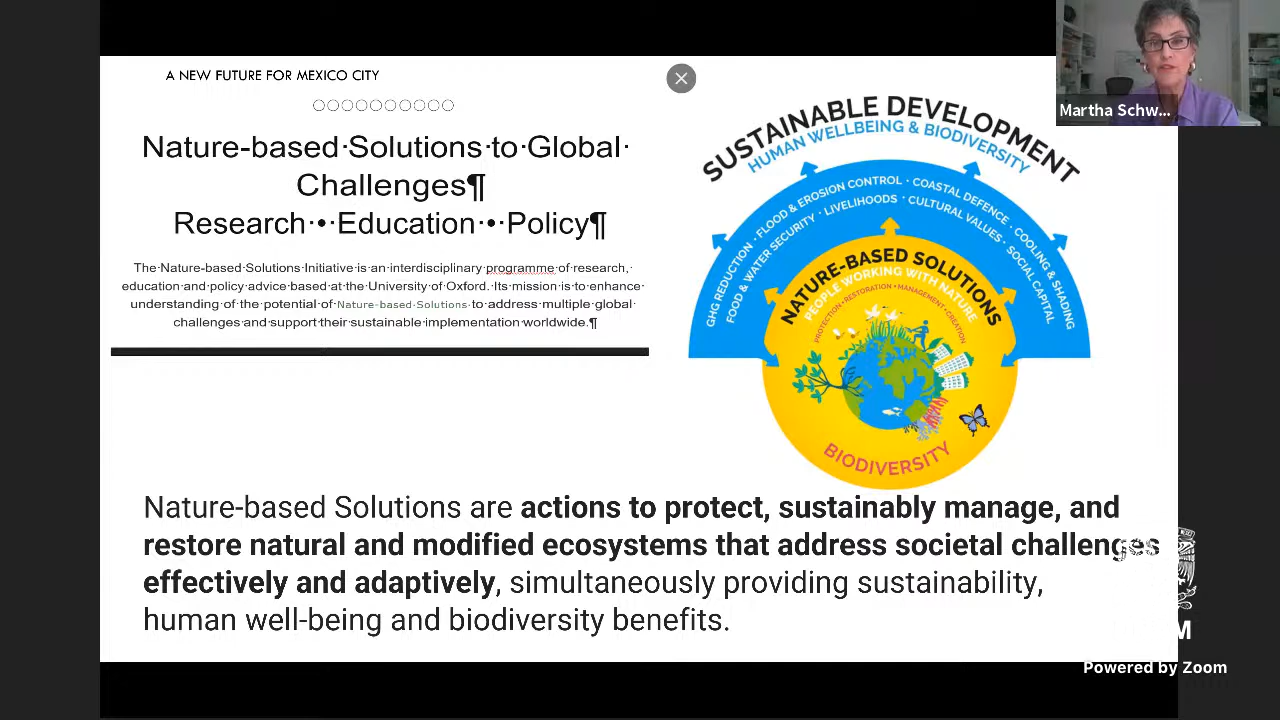 A NEW FUTURE FOR MEXICO CITY
Nature-based·Solutions·to·Global·
Challenges¶
Research·•·Education·•·Policy¶
The·Nature-based·Solutions·Initiative·is·an·interdisciplinary·programme·of·research,·
education·and·policy·advice·based·at·the·University·of·Oxford.·Its·mission·is·to·enhance·
understanding·of·the·potential·of·Nature-based·Solutions·to·address·multiple·global·
challenges·and·support·their·sustainable·implementation·worldwide.¶
SUSTAINABLE DEVELOPMENT
HUMAN WELLBEING & BIODIVERSITY
GHG REDUCTION · FLOOD & EROSION CONTROL · COASTAL DEFENCE · COOLING & SHADING
FOOD & WATER SECURITY · LIVELIHOODS · CULTURAL VALUES · SOCIAL CAPITAL
NATURE-BASED SOLUTIONS
PEOPLE WORKING WITH NATURE
PROTECTION • RESTORATION • MANAGEMENT • CREATION
BIODIVERSITY
Martha Schw...
Nature-based Solutions are actions to protect, sustainably manage, and
restore natural and modified ecosystems that address societal challenges
effectively and adaptively, simultaneously providing sustainability,
human well-being and biodiversity benefits.
M
Powered by Zoom